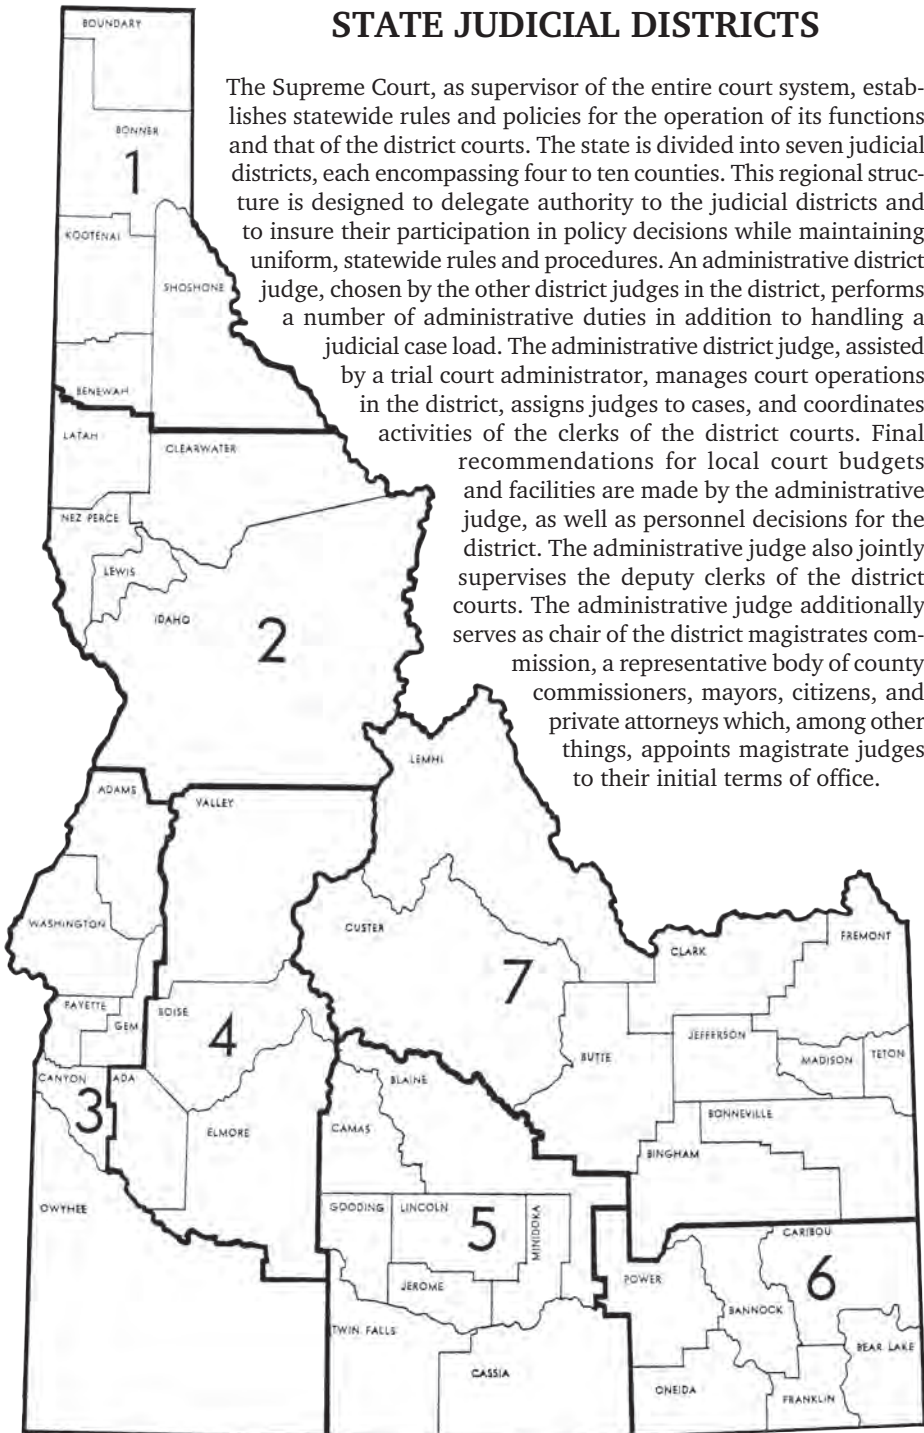 STATE JUDICIAL DISTRICTS
The Supreme Court, as supervisor of the entire court system, estab-
lishes statewide rules and policies for the operation of its functions
and that of the district courts. The state is divided into seven judicial
districts, each encompassing four to ten counties. This regional struc-
ture is designed to delegate authority to the judicial districts and
to insure their participation in policy decisions while maintaining
uniform, statewide rules and procedures. An administrative district
judge, chosen by the other district judges in the district, performs
a number of administrative duties in addition to handling a
judicial case load. The administrative district judge, assisted
by a trial court administrator, manages court operations
in the district, assigns judges to cases, and coordinates
activities of the clerks of the district courts. Final
recommendations for local court budgets
and facilities are made by the administrative
judge, as well as personnel decisions for the
district. The administrative judge also jointly
supervises the deputy clerks of the district
courts. The administrative judge additionally
serves as chair of the district magistrates com-
mission, a representative body of county
commissioners, mayors, citizens, and
private attorneys which, among other
things, appoints magistrate judges
to their initial terms of office.
BOUNDARY
BONNER
1
KOOTENAI
SHOSHONE
BENEWAH
LATAH
CLEARWATER
NEZ PERCE
LEWIS
IDAHO
2
LEMHI
ADAMS
VALLEY
WASHINGTON
CUSTER
7
CLARK
FREMONT
PAYETTE
GEM
BOISE
4
BUTTE
JEFFERSON
MADISON
TETON
CANYON
ADA
3
BLAINE
ELMORE
CAMAS
BONNEVILLE
BINGHAM
OWYHEE
GOODING
LINCOLN
5
MINIDOKA
CARIBOU
JEROME
POWER
6
BANNOCK
TWIN FALLS
CASSIA
BEAR LAKE
ONEIDA
FRANKLIN